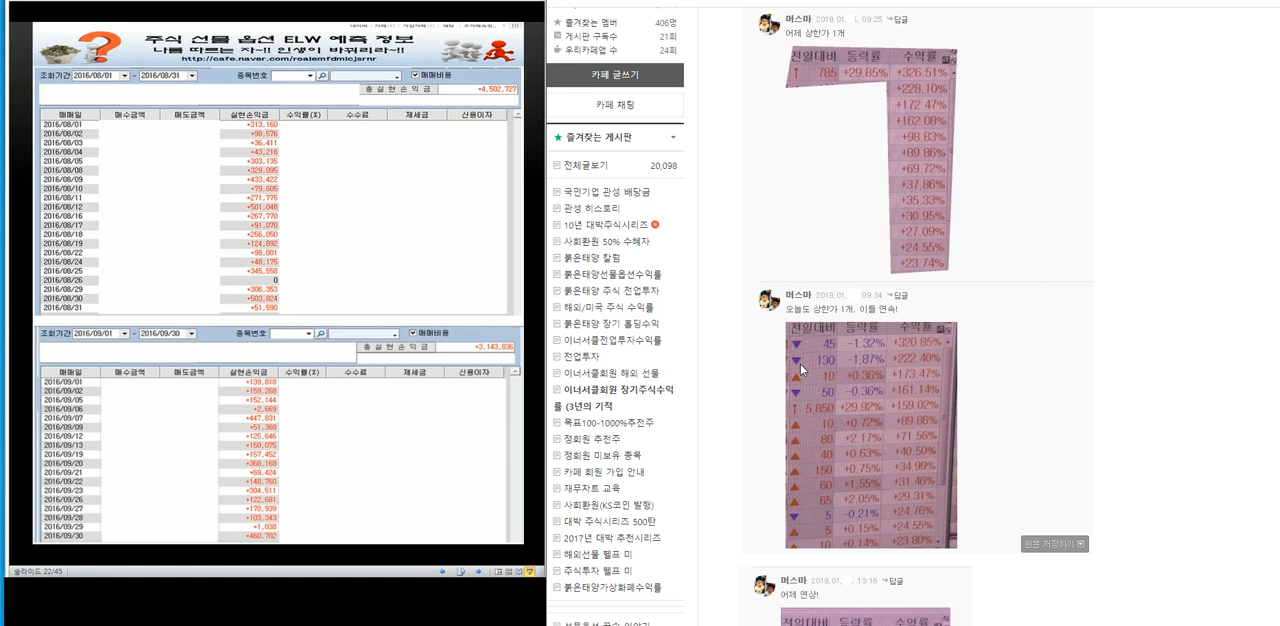 주식 선물 옵션 ELW 예측 정보
나를 따르는 자~!! 인생이 바뀌리라~!!
http://cafe.naver.com/roalemfdmlcjsrnr
조회기간 2016/08/01 ~ 2016/08/31 종목번호 매매비용
총 실 현 손 익 금 +4,502,727
매매일 매수금액 매도금액 실현손익금 수익률(%) 수수료 제세금 신용이자
2016/08/01 +313,160
2016/08/02 +98,576
2016/08/03 +36,411
2016/08/04 +43,216
2016/08/05 +303,135
2016/08/08 +329,095
2016/08/09 +433,422
2016/08/10 +79,605
2016/08/11 +271,775
2016/08/12 +501,048
2016/08/16 +267,770
2016/08/17 +91,070
2016/08/18 +256,050
2016/08/19 +124,892
2016/08/22 +98,001
2016/08/24 +48,175
2016/08/25 +345,558
2016/08/26 0
2016/08/29 +306,353
2016/08/30 +503,824
2016/08/31 +51,590
조회기간 2016/09/01 ~ 2016/09/30 종목번호 매매비용
총 실 현 손 익 금 +3,143,836
매매일 매수금액 매도금액 실현손익금 수익률(%) 수수료 제세금 신용이자
2016/09/01 +139,818
2016/09/02 +159,268
2016/09/05 +152,144
2016/09/06 +2,669
2016/09/07 +447,831
2016/09/09 +51,368
2016/09/12 +125,646
2016/09/13 +150,075
2016/09/19 +157,452
2016/09/20 +368,168
2016/09/21 +69,424
2016/09/22 +140,760
2016/09/23 +304,511
2016/09/26 +122,681
2016/09/27 +178,939
2016/09/28 +103,343
2016/09/29 +1,038
2016/09/30 +460,702
슬라이드 22/45
즐겨찾는 멤버 406명
게시판 구독수 21회
우리카페앱 수 24회
카페 글쓰기
카페 채팅
즐겨찾는 게시판
전체글보기 20,098
국민기업 관성 배당금
관성 히스토리
10년 대박주식시리즈 N
사회환원 50% 수혜자
붉은태양 칼럼
붉은태양선물옵션수익률
붉은태양 주식 전업투자
해외/미국 주식 수익률
붉은태양 장기 홀딩수익
이너서클전업투자수익률
전업투자
이너서클회원 해외 선물
이너서클회원 장기주식수익
률 (3년의 기적
목표100-1000%추천주
정회원 추천주
정회원 미보유 종목
카페 회원 가입 안내
재무차트 교육
사회환원(KS코인 발행)
대박 주식시리즈 500탄
2017년 대박 추천시리즈
해외선물 헬프 미
주식투자 헬프 미
붉은태양가상화폐수익률
머스마 2019.01. 09:25 답글
어제 상한가 1개
전일대비 등락률 수익률
↑ 785 +29.85% +326.51%
+228.10%
+172.47%
+162.08%
+98.83%
+89.86%
+69.72%
+37.86%
+35.33%
+30.95%
+27.09%
+24.55%
+23.74%
머스마 2019.01. 09:34 답글
오늘도 상한가 1개. 이틀 연속!
전일대비 등락률 수익률
▼ 45 -1.32% +320.85%
▼ 130 -1.87% +222.40%
▲ 10 +0.36% +173.47%
▼ 50 -0.36% +161.14%
↑ 5,850 +29.92% +159.02%
▲ 10 +0.72% +89.86%
▲ 80 +2.17% +71.56%
▲ 40 +0.63% +40.50%
▲ 150 +0.75% +34.99%
▲ 60 +1.55% +31.46%
▲ 65 +2.05% +29.31%
▼ 5 -0.21% +24.76%
▲ 5 +0.15% +24.55%
▲ 10 +0.14% +23.80%
원본 저장하기
머스마 2019.01. 13:16 답글
어제 연상!
전일대비 등락률 수익률